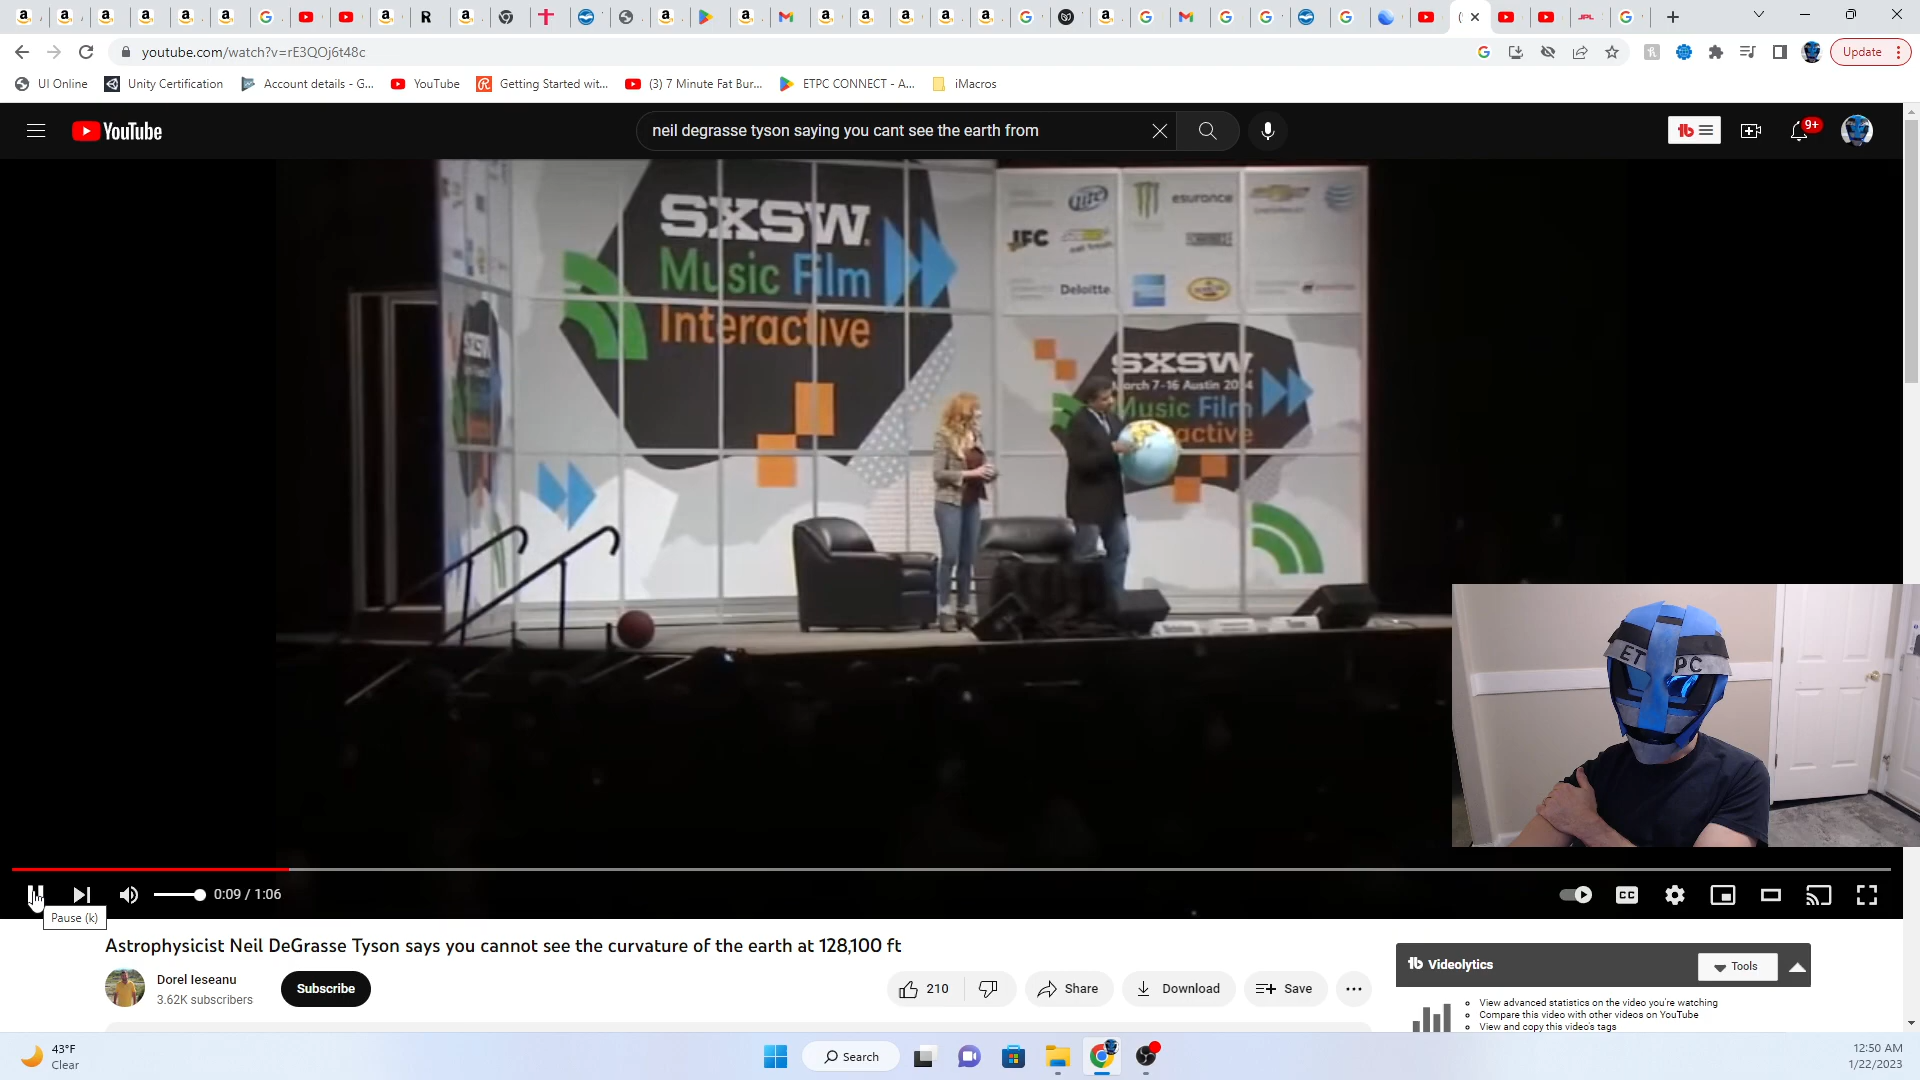 youtube.com/watch?v=rE3QOj6t48c
Update
UI Online
Unity Certification
Account details - G...
YouTube
Getting Started wit...
(3) 7 Minute Fat Bur...
ETPC CONNECT - A...
iMacros
YouTube
neil degrasse tyson saying you cant see the earth from
9+
SXSW
Music Film
Interactive
Lite
esurance
CHEVROLET
at&t
JFC
Deloitte.
SXSW
March 7-16 Austin 2014
Music Film
active
ET PC
0:09 / 1:06
CC
Pause (k)
Astrophysicist Neil DeGrasse Tyson says you cannot see the curvature of the earth at 128,100 ft
Dorel Ieseanu
3.62K subscribers
Subscribe
210
Share
Download
Save
Videolytics
Tools
View advanced statistics on the video you're watching
Compare this video with other videos on YouTube
View and copy this video's tags
43°F
Clear
Search
12:50 AM
1/22/2023